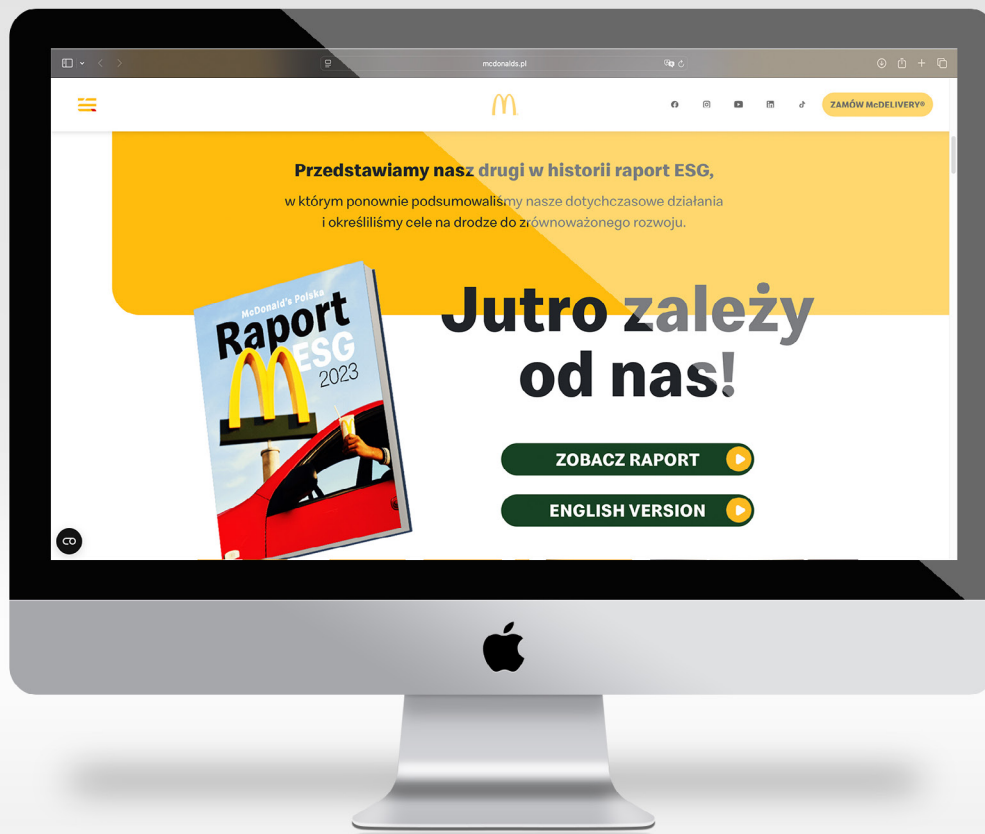 mcdonalds.pl
ZAMÓW McDELIVERY®
Przedstawiamy nasz drugi w historii raport ESG,
w którym ponownie podsumowaliśmy nasze dotychczasowe działania
i określiliśmy cele na drodze do zrównoważonego rozwoju.
McDonald's Polska
Raport
ESG
2023
Jutro zależy
od nas!
ZOBACZ RAPORT
ENGLISH VERSION